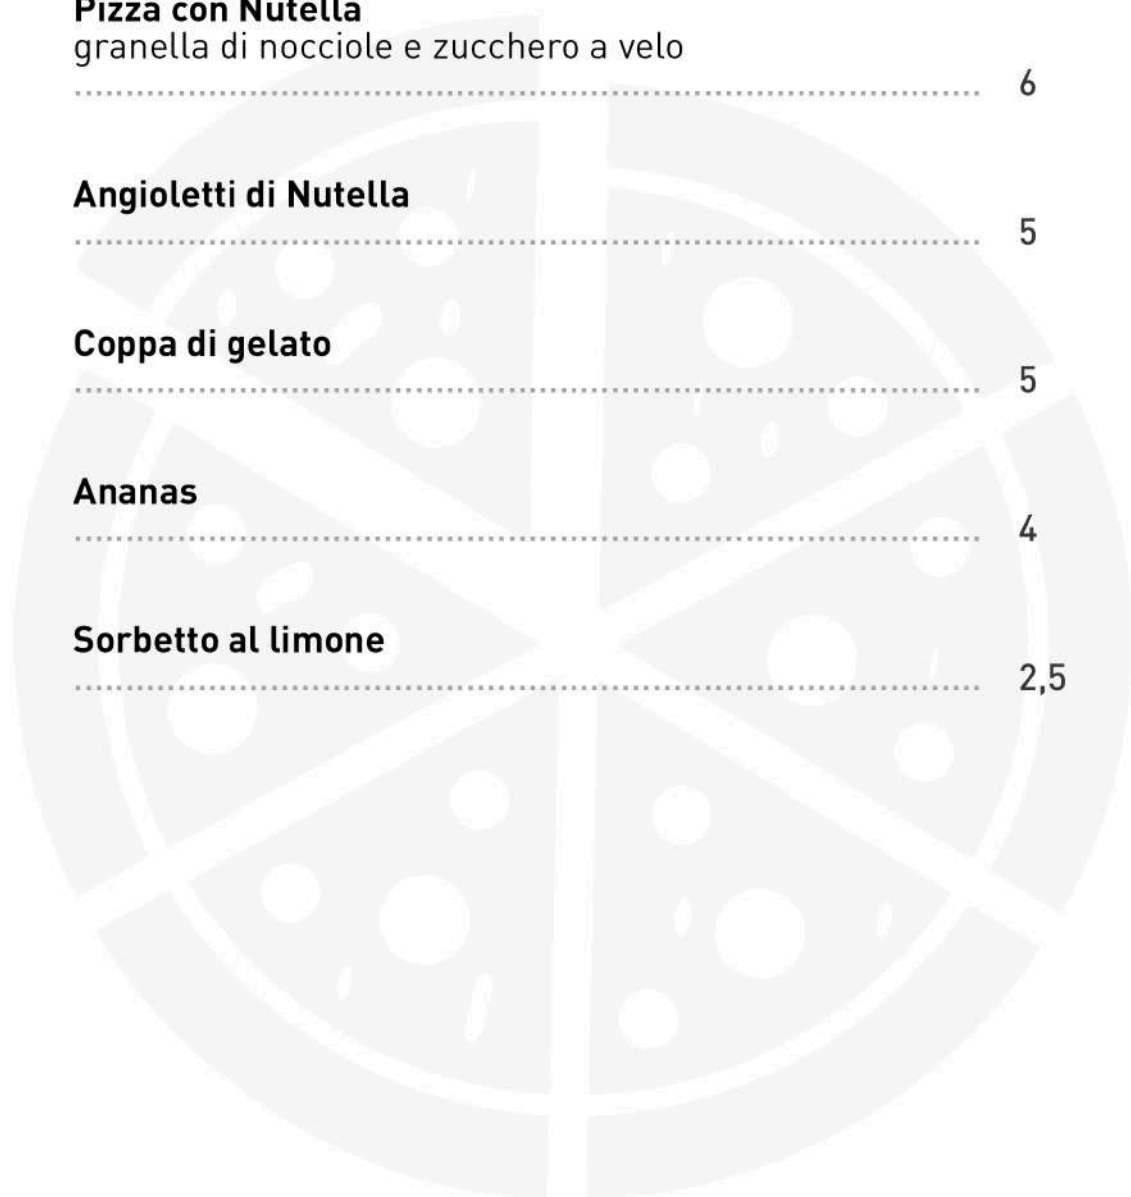 Pizza con Nutella
granella di nocciole e zucchero a velo
6
Angioletti di Nutella
5
Coppa di gelato
5
Ananas
4
Sorbetto al limone
2,5